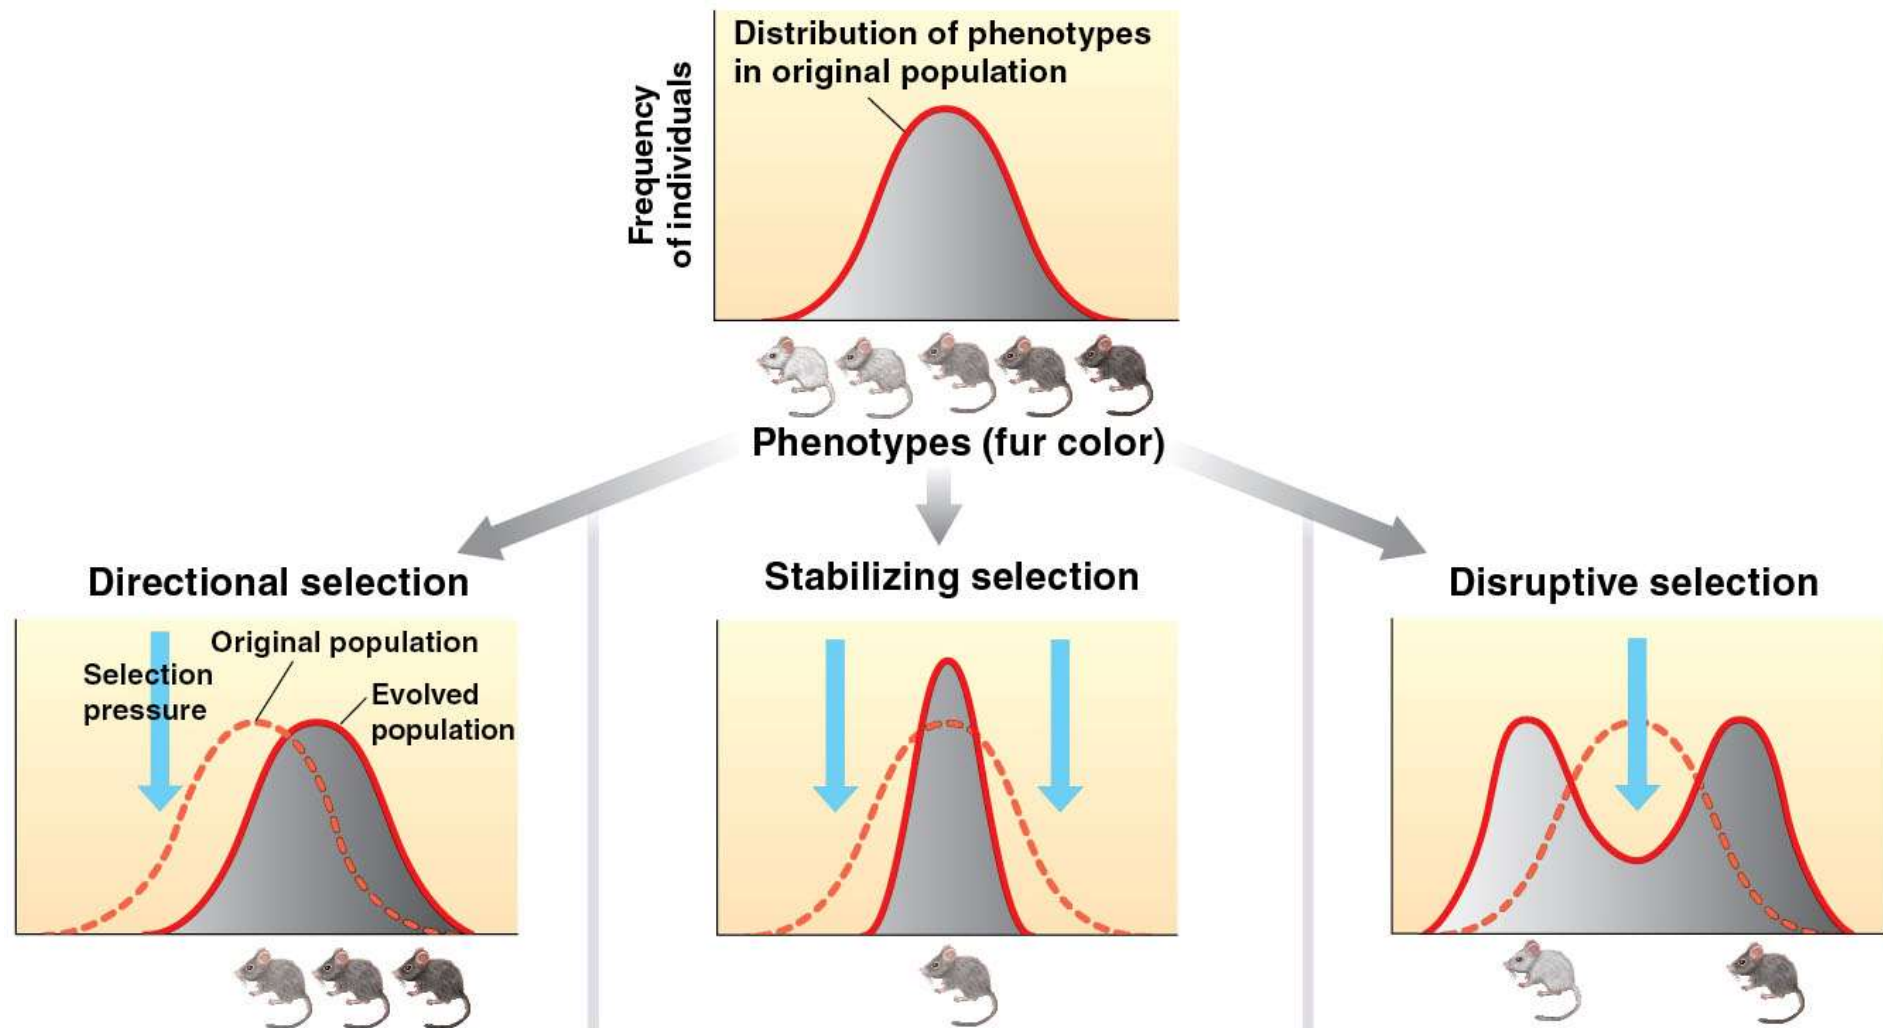 Distribution of phenotypes
in original population
Frequency
of individuals
Phenotypes (fur color)
Directional selection
Original population
Selection
pressure
Evolved
population
Stabilizing selection
Disruptive selection